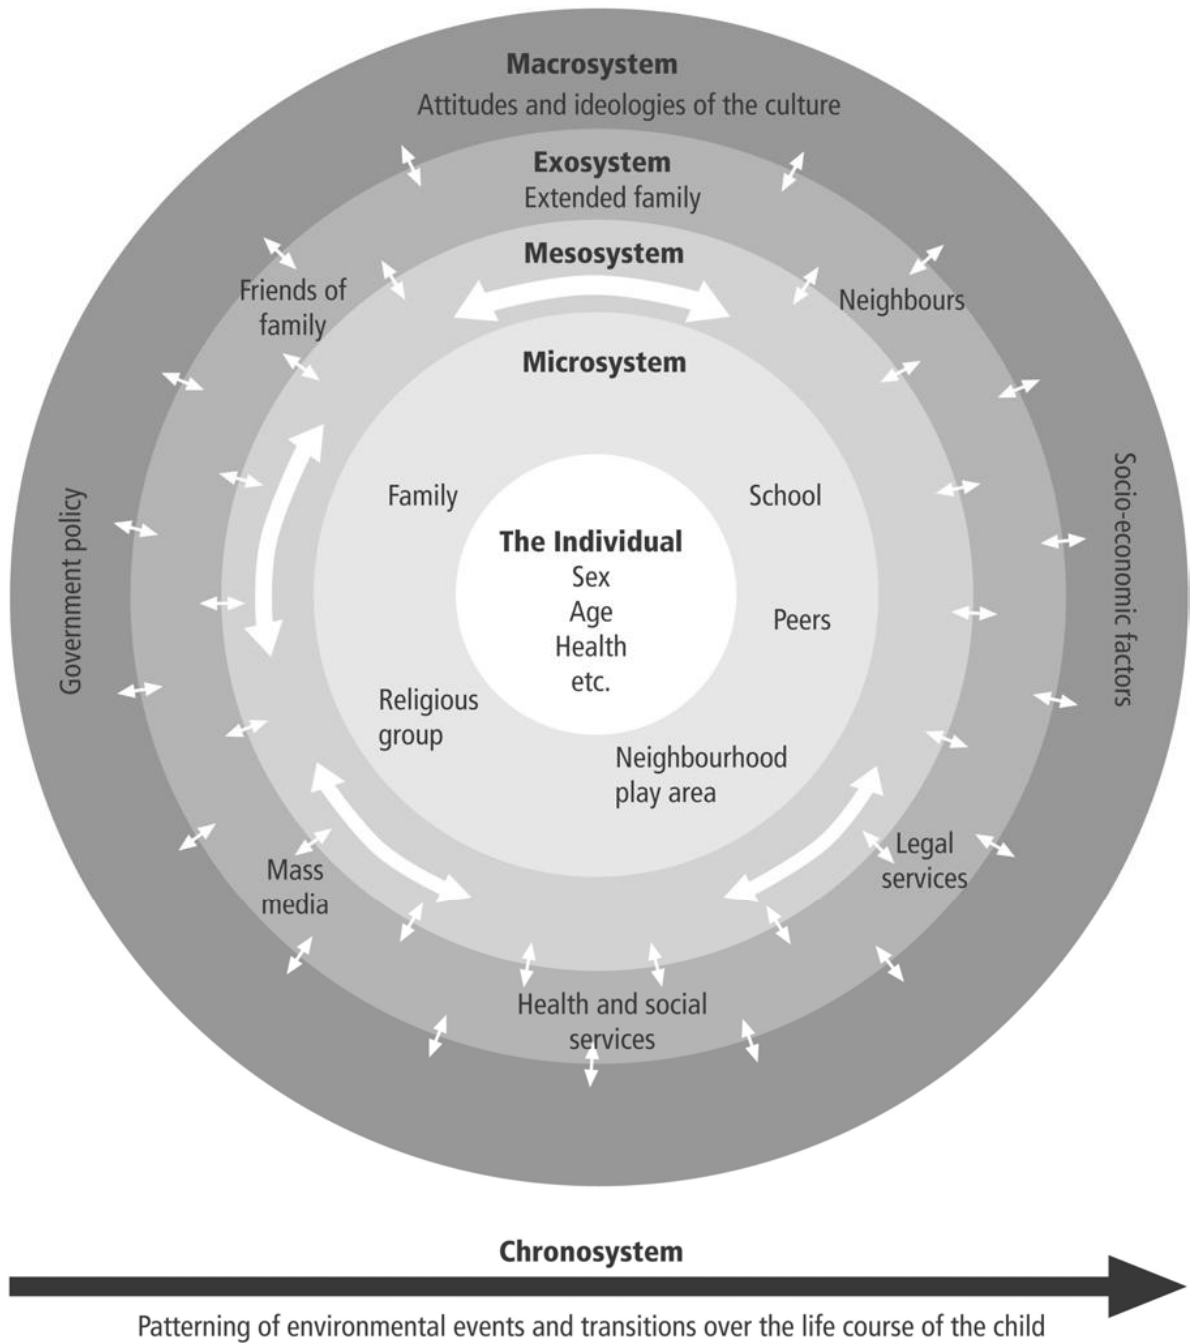 Macrosystem
Attitudes and ideologies of the culture
Exosystem
Extended family
Mesosystem
Friends of
family
Neighbours
Microsystem
Family
School
The Individual
Sex
Age
Health
etc.
Peers
Religious
group
Neighbourhood
play area
Government policy
Socio-economic factors
Mass
media
Legal
services
Health and social
services
Chronosystem
Patterning of environmental events and transitions over the life course of the child